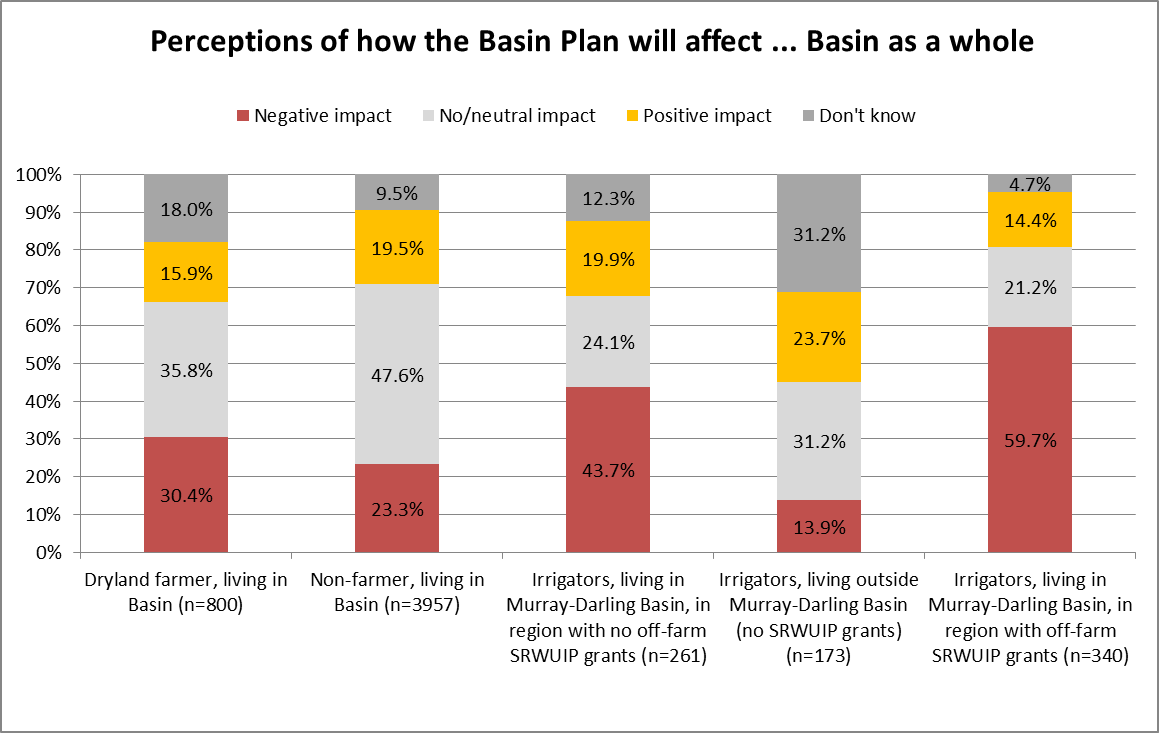 Perceptions of how the Basin Plan will affect ... Basin as a whole
Negative impact No/neutral impact Positive impact Don't know
100%
90%
80%
70%
60%
50%
40%
30%
20%
10%
0%
18.0%
15.9%
35.8%
30.4%
9.5%
19.5%
47.6%
23.3%
12.3%
19.9%
24.1%
43.7%
31.2%
23.7%
31.2%
13.9%
4.7%
14.4%
21.2%
59.7%
Dryland farmer, living in
Basin (n=800)
Non-farmer, living in
Basin (n=3957)
Irrigators, living in
Murray-Darling Basin, in
region with no off-farm
SRWUIP grants (n=261)
Irrigators, living outside
Murray-Darling Basin
(no SRWUIP grants)
(n=173)
Irrigators, living in
Murray-Darling Basin, in
region with off-farm
SRWUIP grants (n=340)